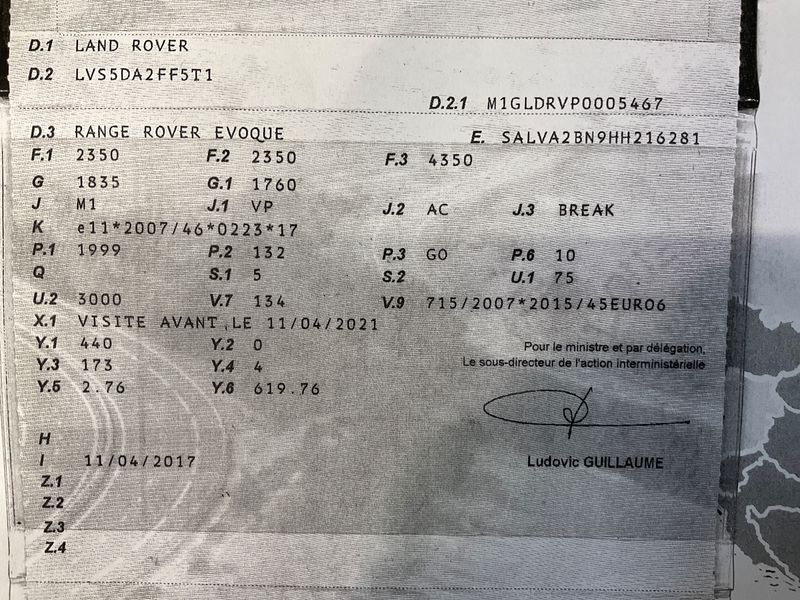 D.1 LAND ROVER
D.2 LVS5DA2FF5T1
D.2.1 M1GLDRVP0005467
D.3 RANGE ROVER EVOQUE E. SALVA2BN9HH216281
F.1 2350 F.2 2350 F.3 4350
G 1835 G.1 1760
J M1 J.1 VP J.2 AC J.3 BREAK
K e11*2007/46*0223*17
P.1 1999 P.2 132 P.3 GO P.6 10
Q S.1 5 S.2 U.1 75
U.2 3000 V.7 134 V.9 715/2007*2015/45EURO6
X.1 VISITE AVANT LE 11/04/2021
Y.1 440 Y.2 0
Pour le ministre et par délégation,
Y.3 173 Y.4 4
Le sous-directeur de l'action interministérielle
Y.5 2.76 Y.6 619.76
H
I 11/04/2017
Ludovic GUILLAUME
Z.1
Z.2
Z.3
Z.4